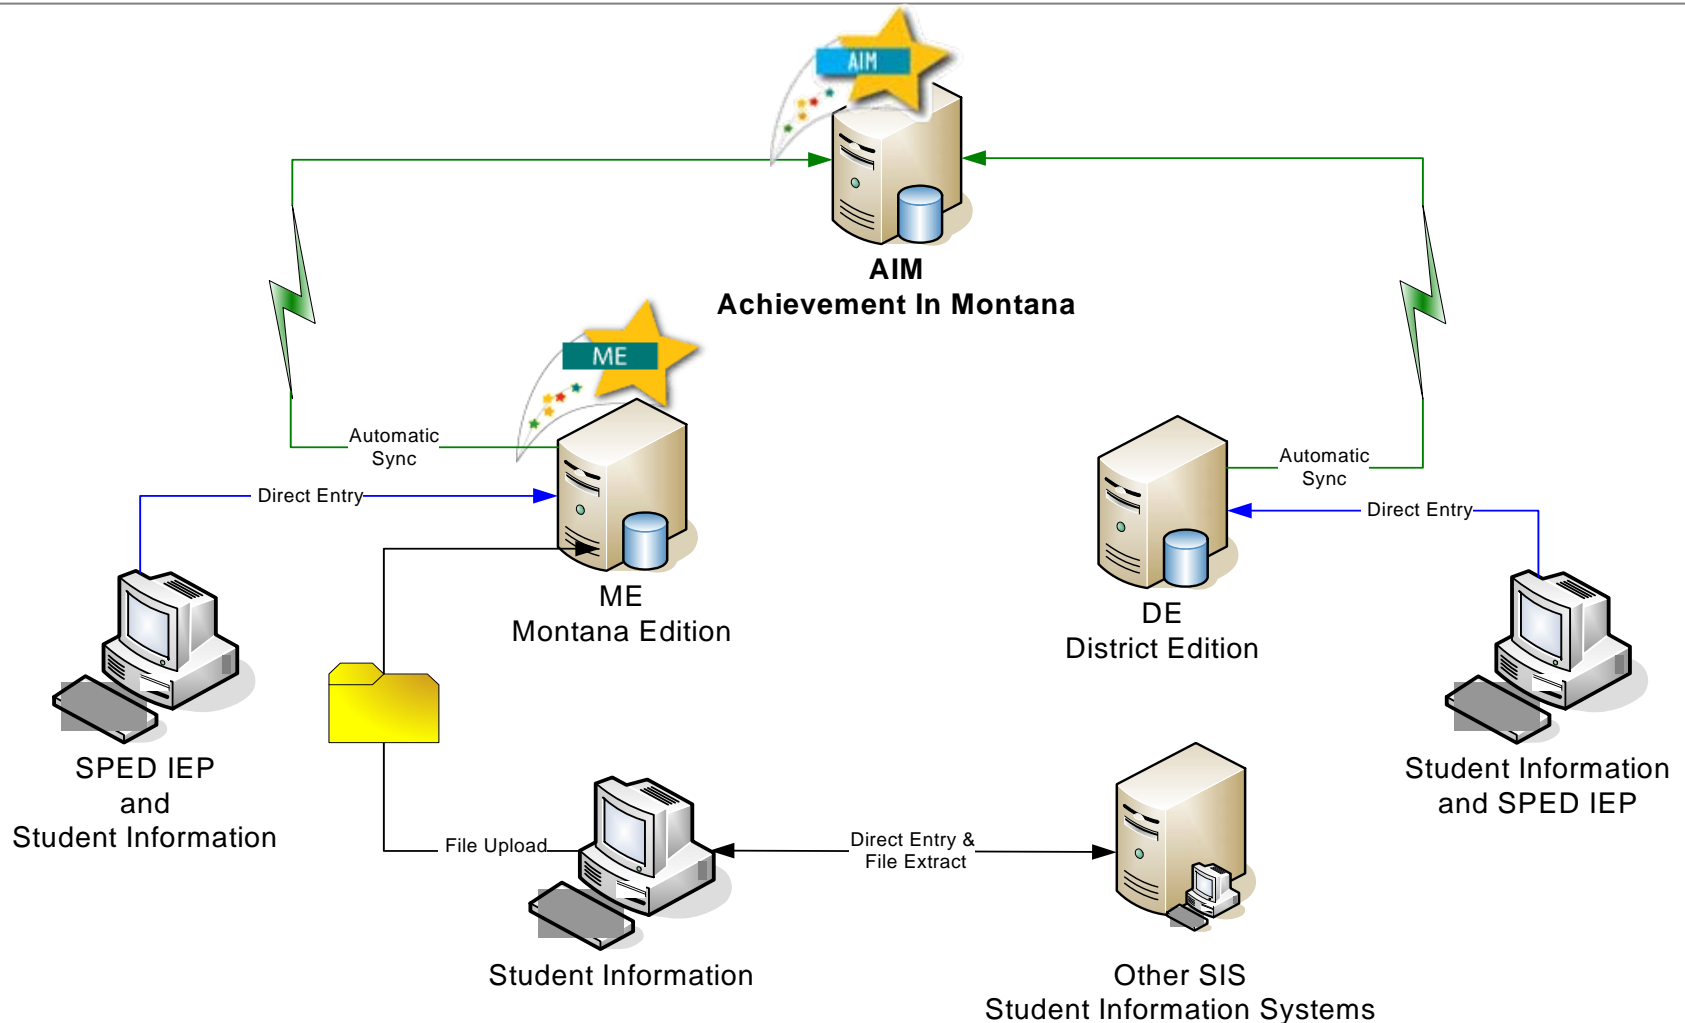 AIM
AIM
Achievement In Montana
ME
Automatic
Sync
Automatic
Sync
Direct Entry
Direct Entry
ME
Montana Edition
DE
District Edition
SPED IEP
and
Student Information
Student Information
and SPED IEP
File Upload
Direct Entry &
File Extract
Student Information
Other SIS
Student Information Systems